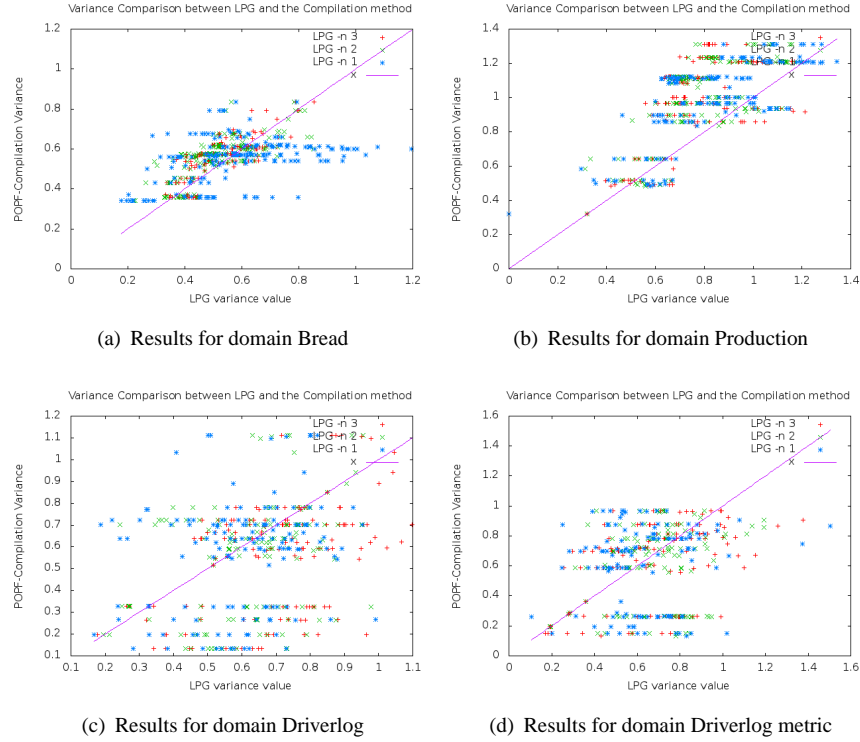 Variance Comparison between LPG and the Compilation method
LPG -n 3
LPG -n 2
LPG -n 1
x
POPF-Compilation Variance
1.2
1
0.8
0.6
0.4
0.2
0
0 0.2 0.4 0.6 0.8 1 1.2
LPG variance value
(a) Results for domain Bread
Variance Comparison between LPG and the Compilation method
LPG -n 3
LPG -n 2
LPG -n 1
x
POPF-Compilation Variance
1.4
1.2
1
0.8
0.6
0.4
0.2
0
0 0.2 0.4 0.6 0.8 1 1.2 1.4
LPG variance value
(b) Results for domain Production
Variance Comparison between LPG and the Compilation method
LPG -n 3
LPG -n 2
LPG -n 1
x
POPF-Compilation Variance
1.2
1.1
1
0.9
0.8
0.7
0.6
0.5
0.4
0.3
0.2
0.1
0.1 0.2 0.3 0.4 0.5 0.6 0.7 0.8 0.9 1 1.1
LPG variance value
(c) Results for domain Driverlog
Variance Comparison between LPG and the Compilation method
LPG -n 3
LPG -n 2
LPG -n 1
x
POPF-Compilation Variance
1.6
1.4
1.2
1
0.8
0.6
0.4
0.2
0
0 0.2 0.4 0.6 0.8 1 1.2 1.4 1.6
LPG variance value
(d) Results for domain Driverlog metric